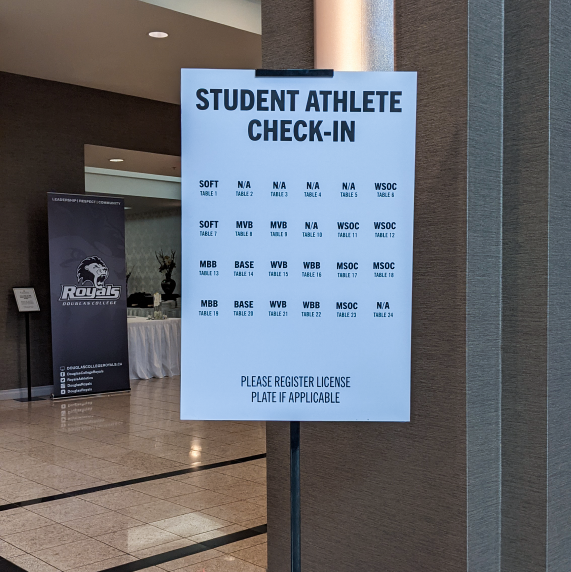 STUDENT ATHLETE
CHECK-IN
SOFT N/A N/A N/A N/A WSOC
TABLE 1 TABLE 2 TABLE 3 TABLE 4 TABLE 5 TABLE 6
SOFT MVB MVB N/A WSOC WSOC
TABLE 7 TABLE 8 TABLE 9 TABLE 10 TABLE 11 TABLE 12
MBB BASE WVB WBB MSOC MSOC
TABLE 13 TABLE 14 TABLE 15 TABLE 16 TABLE 17 TABLE 18
MBB BASE WVB WBB MSOC N/A
TABLE 19 TABLE 20 TABLE 21 TABLE 22 TABLE 23 TABLE 24
PLEASE REGISTER LICENSE
PLATE IF APPLICABLE
LEADERSHIP | RESPECT | COMMUNITY
Royals
DOUGLAS COLLEGE
DOUGLASCOLLEGEROYALS.CA
DouglasCollegeRoyals
RoyalsAthletics
DouglasRoyals
DouglasRoyals